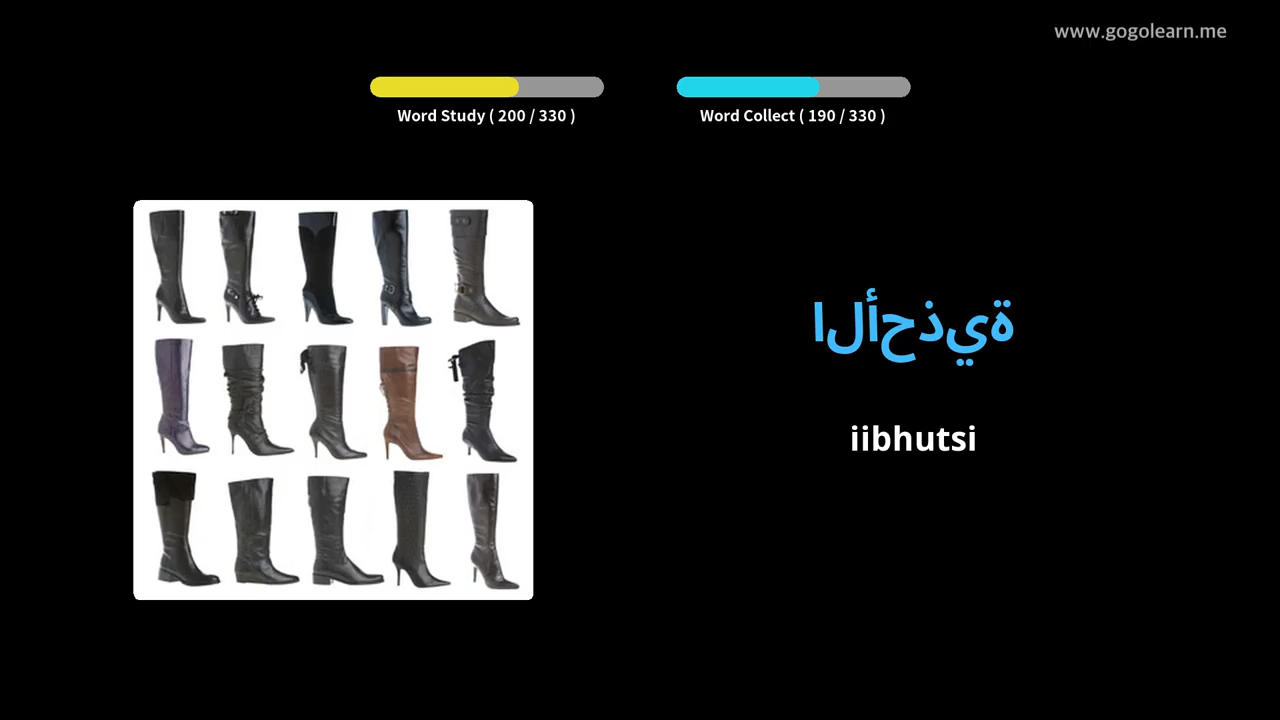 www.gogolearn.me
Word Study ( 200 / 330 )
Word Collect ( 190 / 330 )
الأحذية
iibhutsi